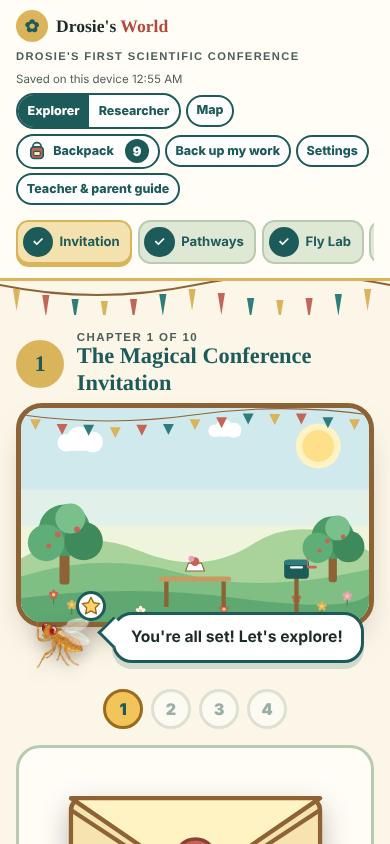 Drosie's World
DROSIE'S FIRST SCIENTIFIC CONFERENCE
Saved on this device 12:55 AM
Explorer Researcher Map
Backpack 9 Back up my work Settings
Teacher & parent guide
Invitation Pathways Fly Lab
CHAPTER 1 OF 10
1 The Magical Conference
Invitation
You're all set! Let's explore!
1 2 3 4